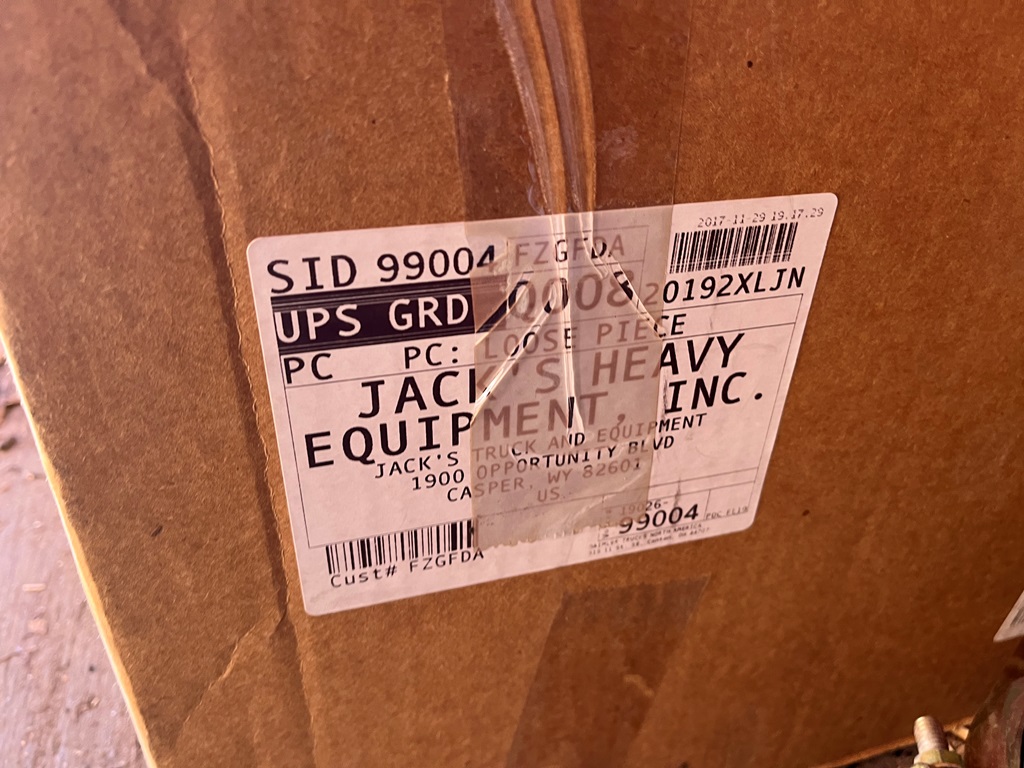 2017-11-29 19.17.29
SID 99004 FZGFDA
UPS GRD
20192XLJN
PC PC: LOOSE PIECE
JACK'S HEAVY
EQUIPMENT, INC.
JACK'S TRUCK AND EQUIPMENT
1900 OPPORTUNITY BLVD
CASPER, WY 82601
US
99004
Cust# FZGFDA